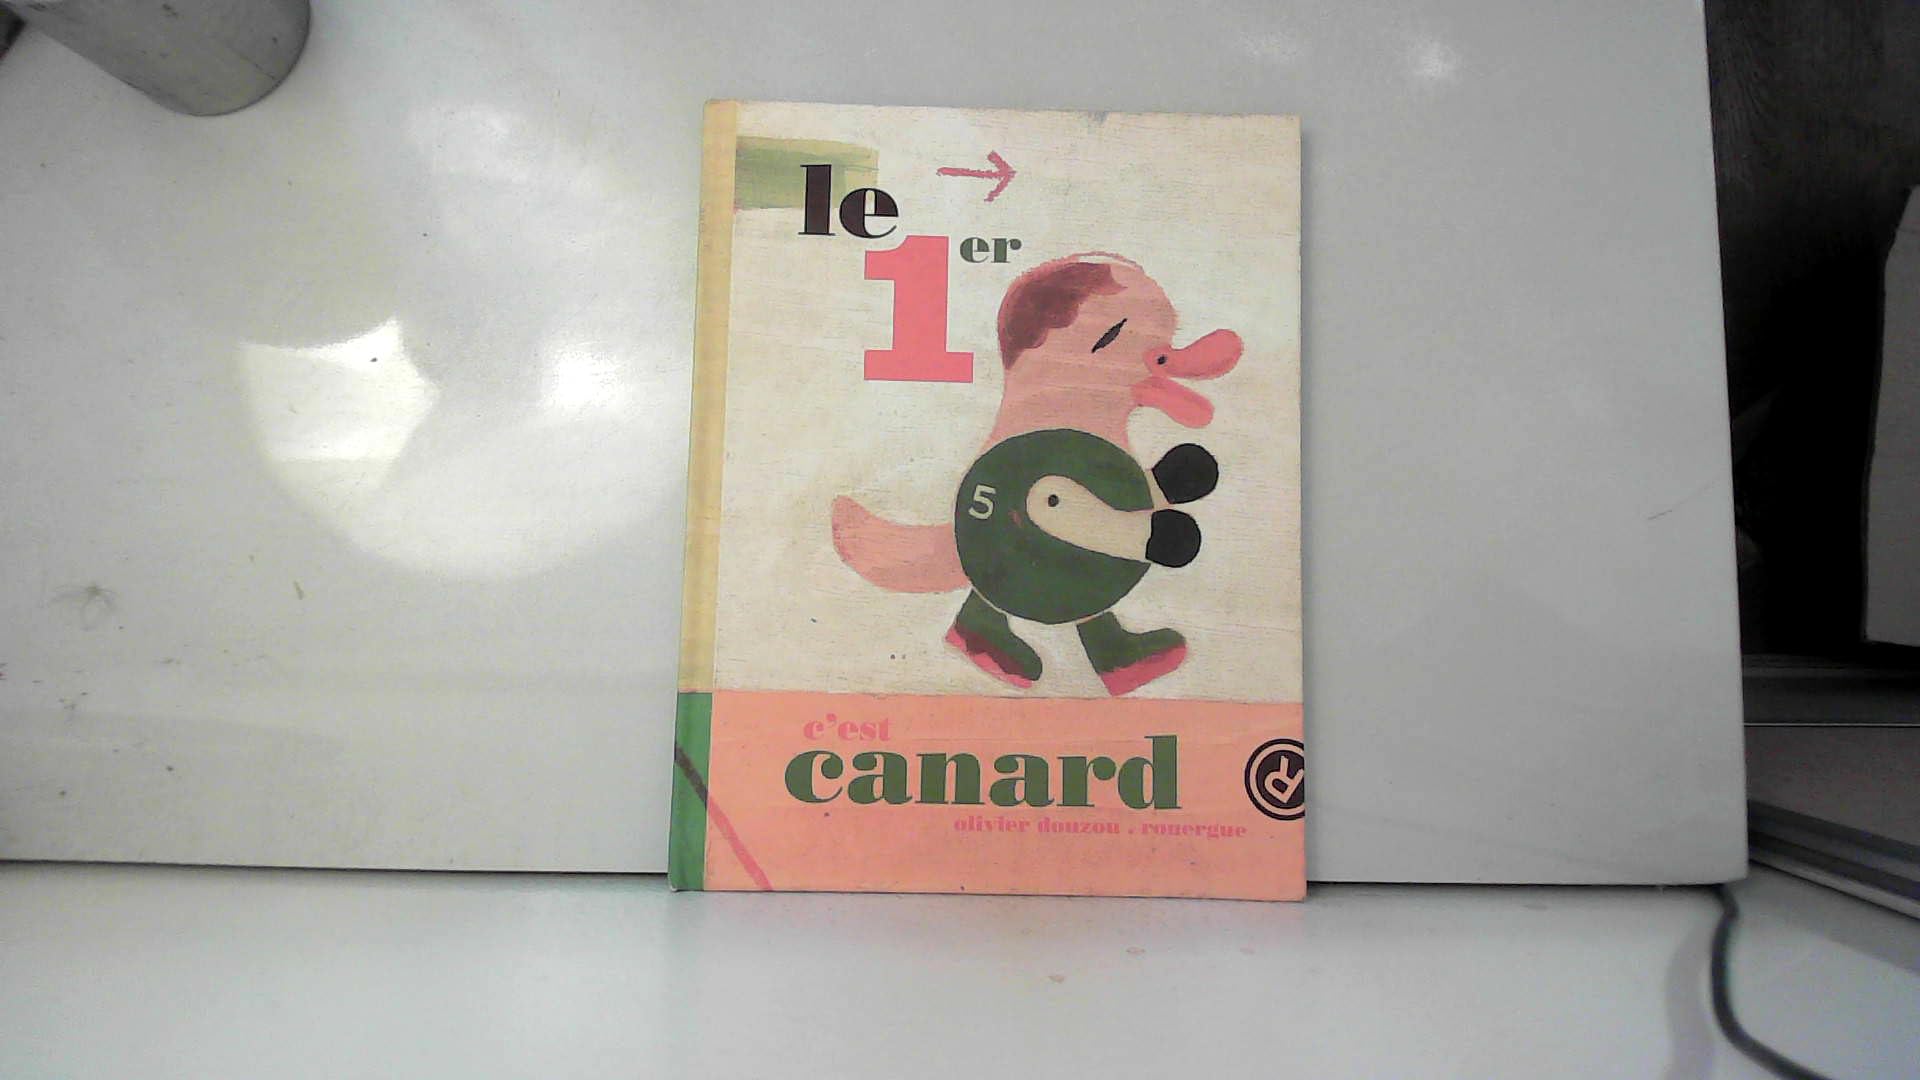 le
1er
5
c'est
canard
olivier douzou . rouergue
R